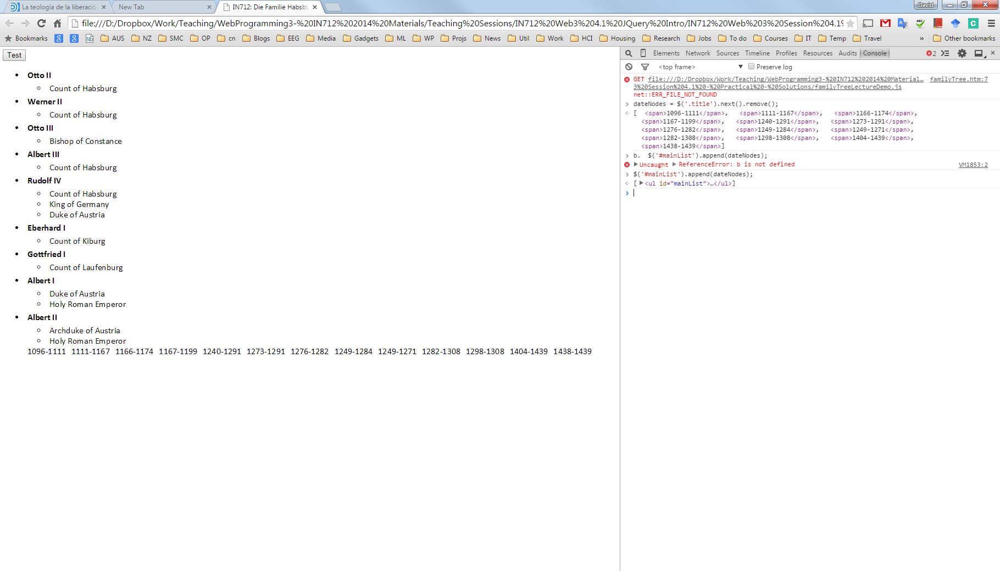 La teología de la liberació
New Tab
IN712: Die Familie Habsbu
David
file:///D:/Dropbox/Work/Teaching/WebProgramming3-%20IN712%202014%20Materials/Teaching%20Sessions/IN712%20Web3%204.1%20JQuery%20Intro/IN712%20Web%203%20Session%204.1%
Bookmarks
AUS
NZ
SMC
OP
cn
Blogs
EEG
Media
Gadgets
ML
WP
Projs
News
Util
Work
HCI
Housing
Research
Jobs
To do
Courses
IT
Temp
Travel
»
Other bookmarks
Test
Otto II
Count of Habsburg
Werner II
Count of Habsburg
Otto III
Bishop of Constance
Albert III
Count of Habsburg
Rudolf IV
Count of Habsburg
King of Germany
Duke of Austria
Eberhard I
Count of Kiburg
Gottfried I
Count of Laufenburg
Albert I
Duke of Austria
Holy Roman Emperor
Albert II
Archduke of Austria
Holy Roman Emperor
1096-1111 1111-1167 1166-1174 1167-1199 1240-1291 1273-1291 1276-1282 1249-1284 1249-1271 1282-1308 1298-1308 1404-1439 1438-1439
Elements Network Sources Timeline Profiles Resources Audits Console 2
<top frame> Preserve log
GET file:///D:/Dropbox/Work/Teaching/WebProgramming3-%20IN712%202014%20Material… familyTree.htm:7
3%20Session%204.1%20-%20Practical%20-%20Solutions/familyTreeLectureDemo.js
net::ERR_FILE_NOT_FOUND
dateNodes = $('.title').next().remove();
[ <span>1096-1111</span>, <span>1111-1167</span>, <span>1166-1174</span>,
<span>1167-1199</span>, <span>1240-1291</span>, <span>1273-1291</span>,
<span>1276-1282</span>, <span>1249-1284</span>, <span>1249-1271</span>,
<span>1282-1308</span>, <span>1298-1308</span>, <span>1404-1439</span>,
<span>1438-1439</span>]
b. $('#mainList').append(dateNodes);
Uncaught ReferenceError: b is not defined VM1853:2
$('#mainList').append(dateNodes);
[<ul id="mainList">…</ul>]